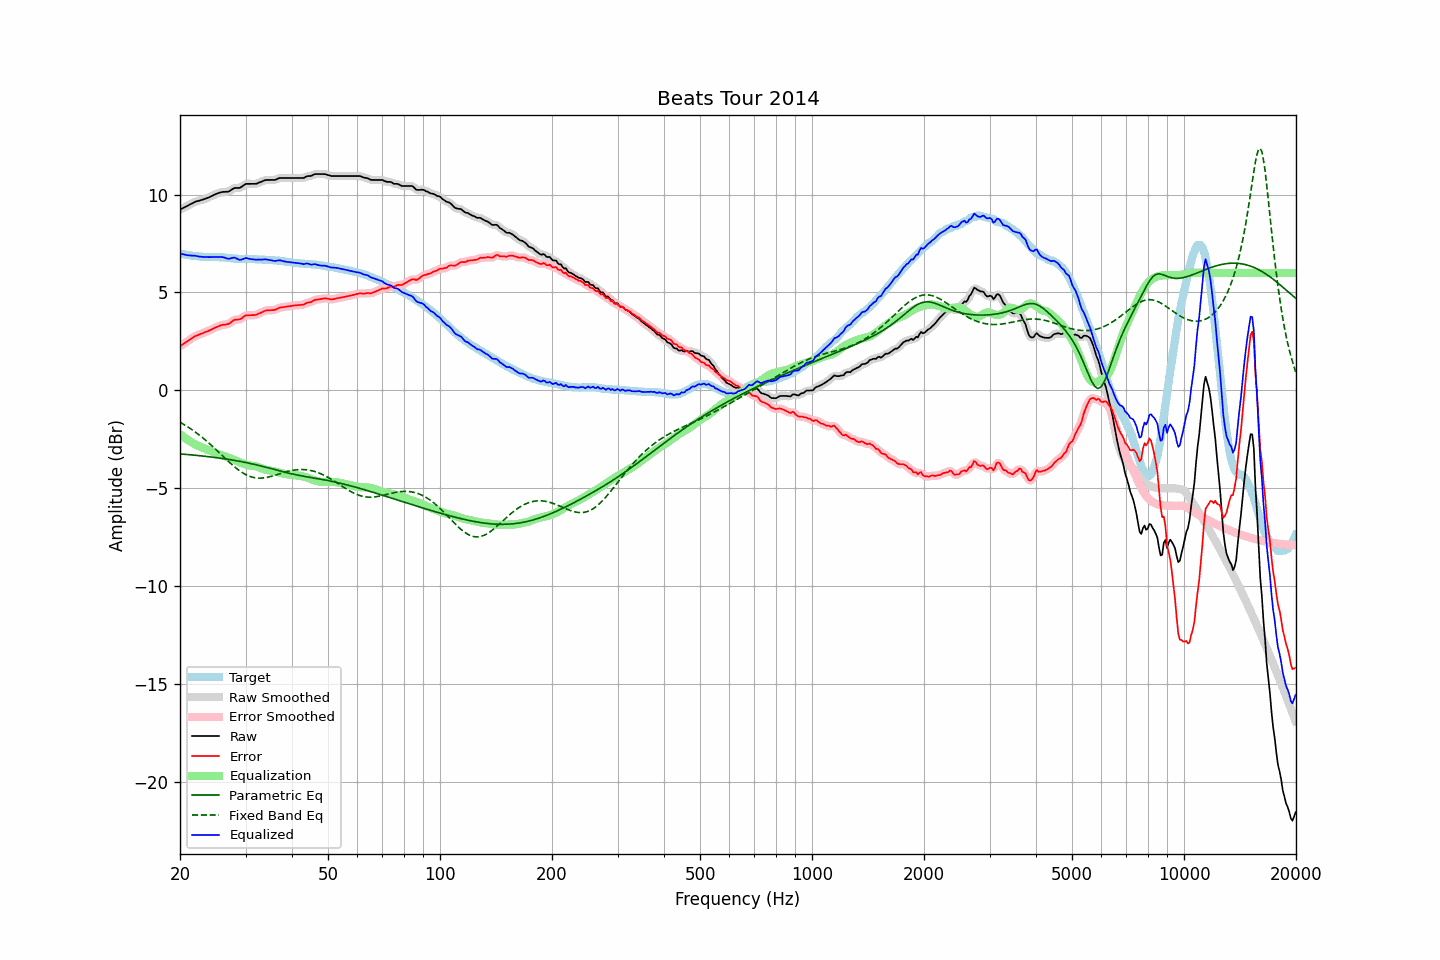 Beats Tour 2014
Amplitude (dBr)
10
5
0
−5
−10
−15
−20
Target
Raw Smoothed
Error Smoothed
Raw
Error
Equalization
Parametric Eq
Fixed Band Eq
Equalized
20 50 100 200 500 1000 2000 5000 10000 20000
Frequency (Hz)